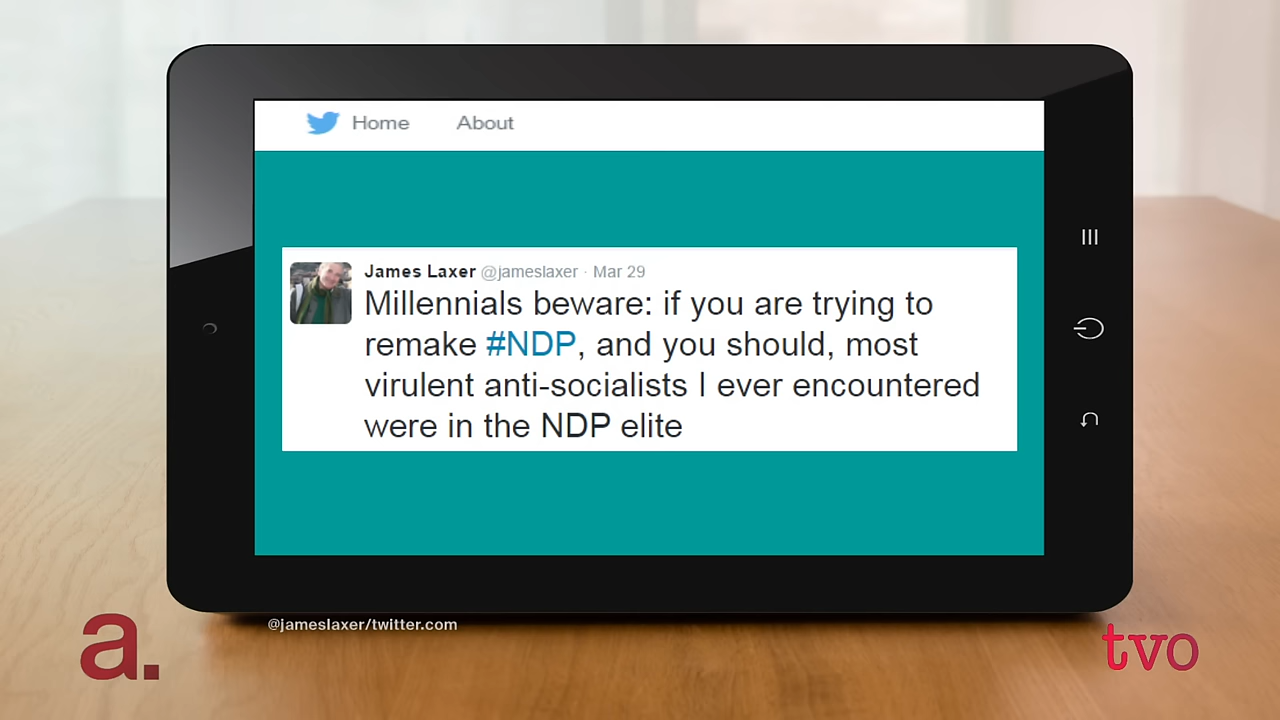 Home About
James Laxer @jameslaxer · Mar 29
Millennials beware: if you are trying to
remake #NDP, and you should, most
virulent anti-socialists I ever encountered
were in the NDP elite
@jameslaxer/twitter.com
a.
tvo